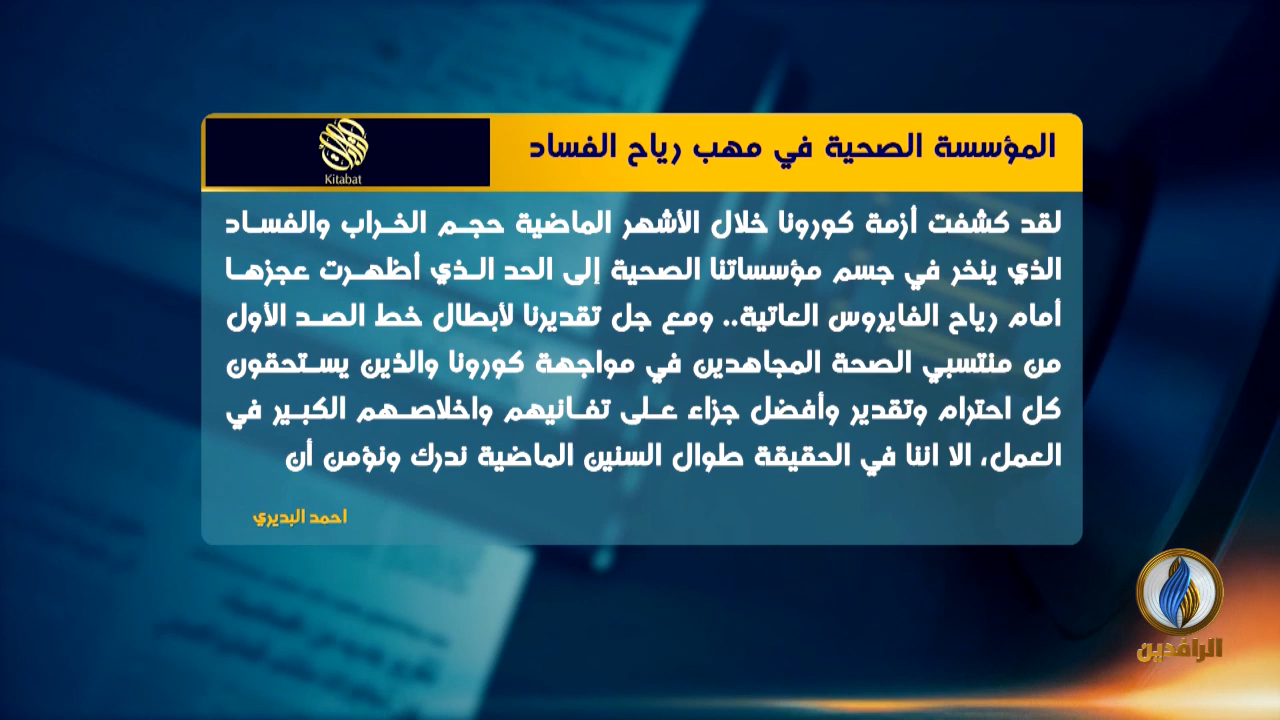 المؤسسة الصحية في مهب رياح الفساد
Kitabat
لقد كشفت أزمة كورونا خلال الأشهر الماضية حجم الخراب والفساد
الذي ينخر في جسم مؤسساتنا الصحية إلى الحد الذي أظهرت عجزها
أمام رياح الفايروس العاتية.. ومع جل تقديرنا لأبطال خط الصد الأول
من منتسبي الصحة المجاهدين في مواجهة كورونا والذين يستحقون
كل احترام وتقدير وأفضل جزاء على تفانيهم واخلاصهم الكبير في
العمل، الا اننا في الحقيقة طوال السنين الماضية ندرك ونؤمن أن
احمد البديري
الرافدين